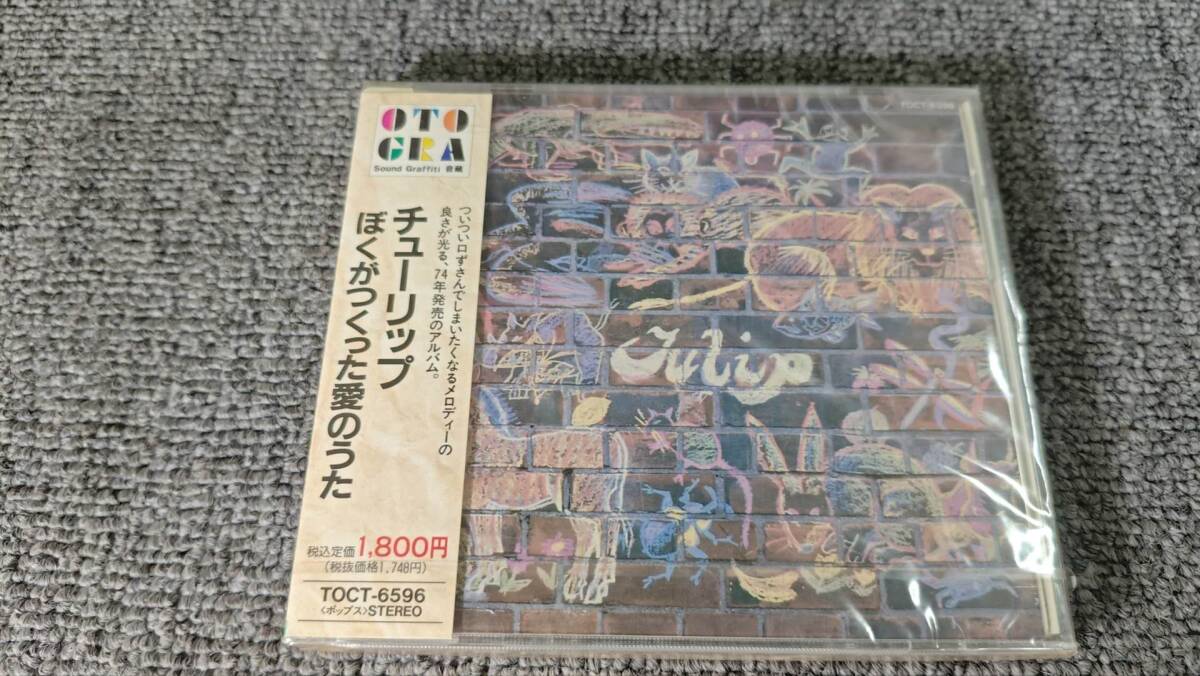 OTO
GRA
Sound Graffiti 音蔵
ついつい口ずさんでしまいたくなるメロディーの
良さが光る、74年発売のアルバム。
チューリップ
ぼくがつくった愛のうた
税込定価1,800円
(税抜価格1,748円)
TOCT-6596
〈ポップス〉STEREO
TOCT-6596
Tulip